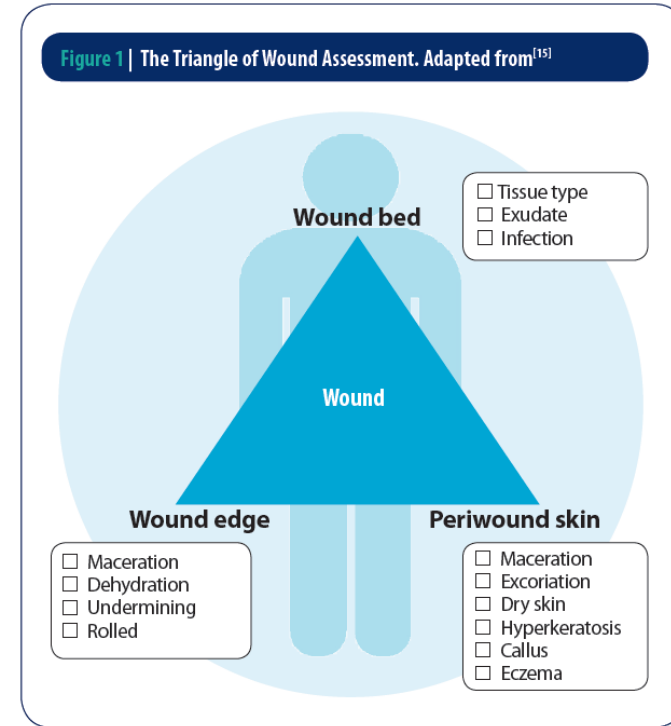 Figure 1 | The Triangle of Wound Assessment. Adapted from[15]
Wound bed
☐ Tissue type
☐ Exudate
☐ Infection
Wound
Wound edge
☐ Maceration
☐ Dehydration
☐ Undermining
☐ Rolled
Periwound skin
☐ Maceration
☐ Excoriation
☐ Dry skin
☐ Hyperkeratosis
☐ Callus
☐ Eczema